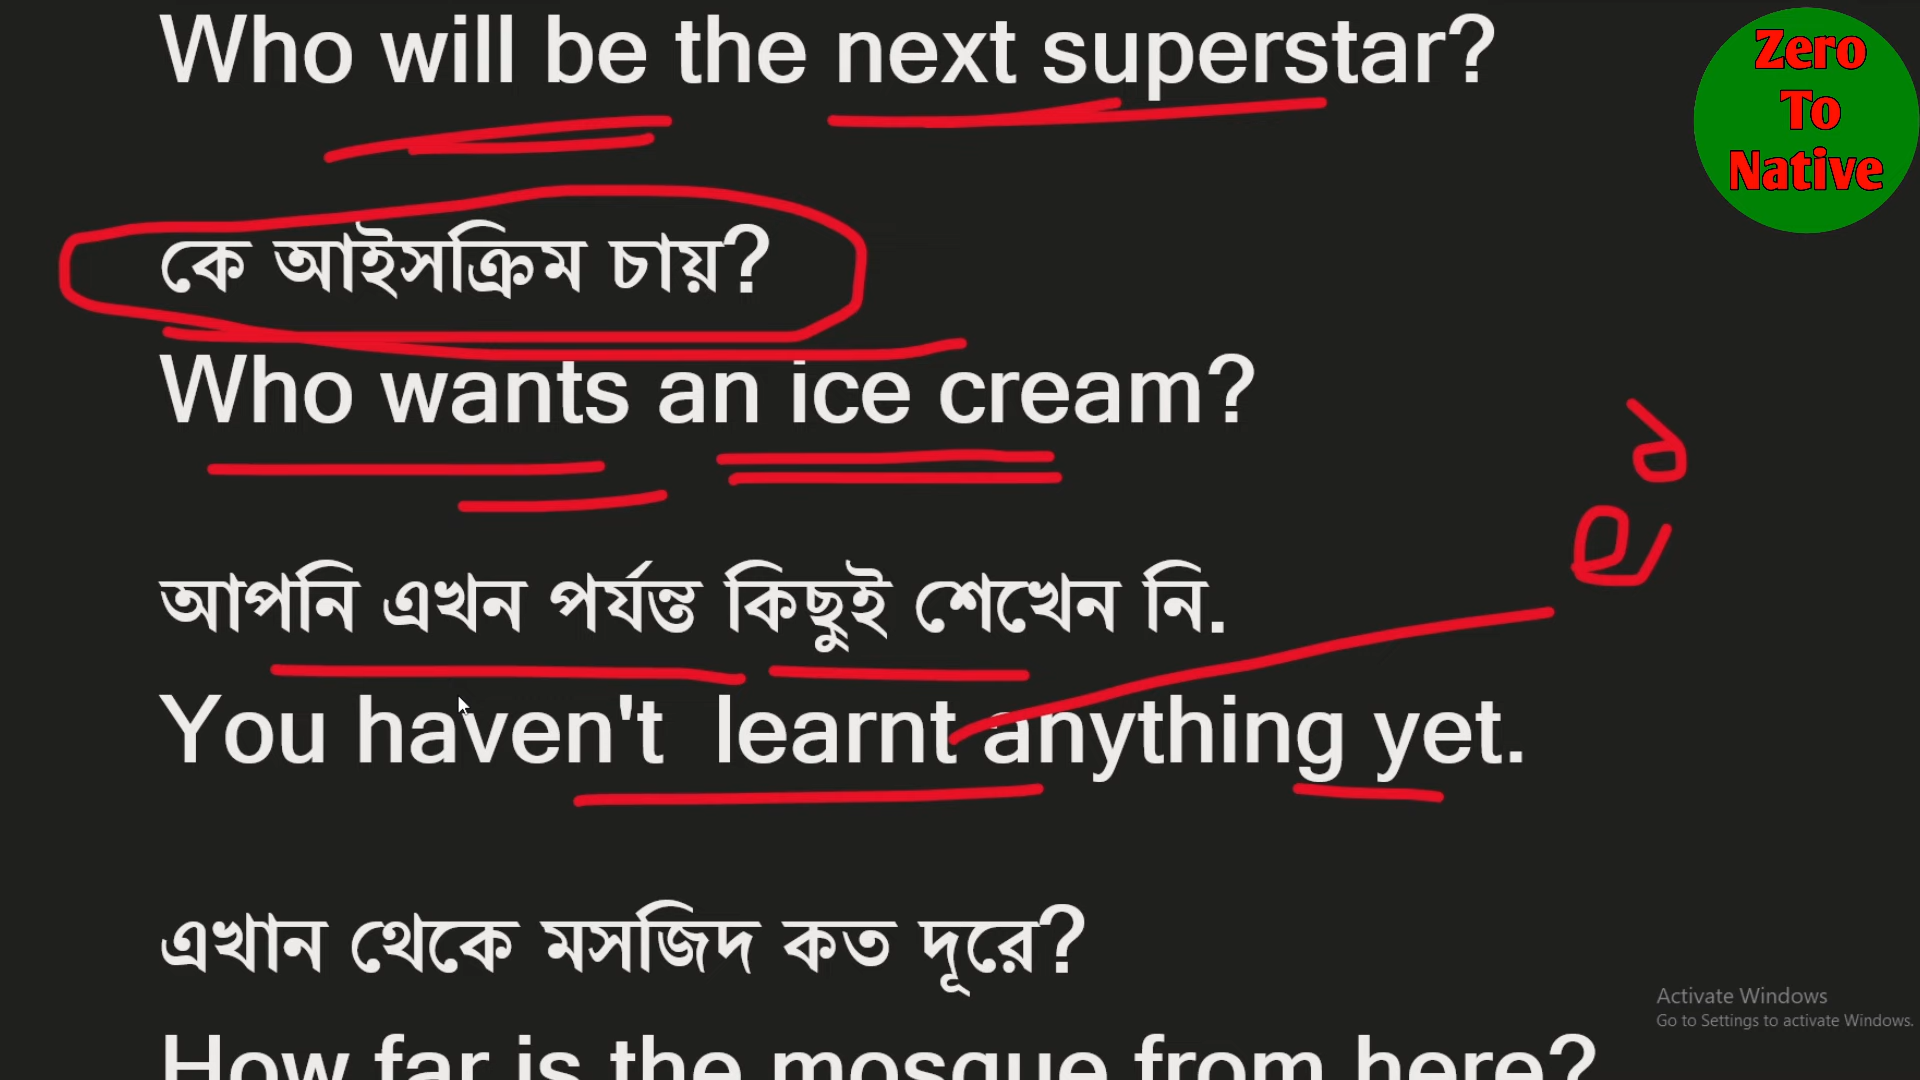 Who will be the next superstar?
Zero
To
Native
কে আইসক্রিম চায়?
Who wants an ice cream?
আপনি এখন পর্যন্ত কিছুই শেখেন নি.
You haven't learnt anything yet.
এখান থেকে মসজিদ কত দূরে?
Activate Windows
Go to Settings to activate Windows.
How far is the mosque from here?